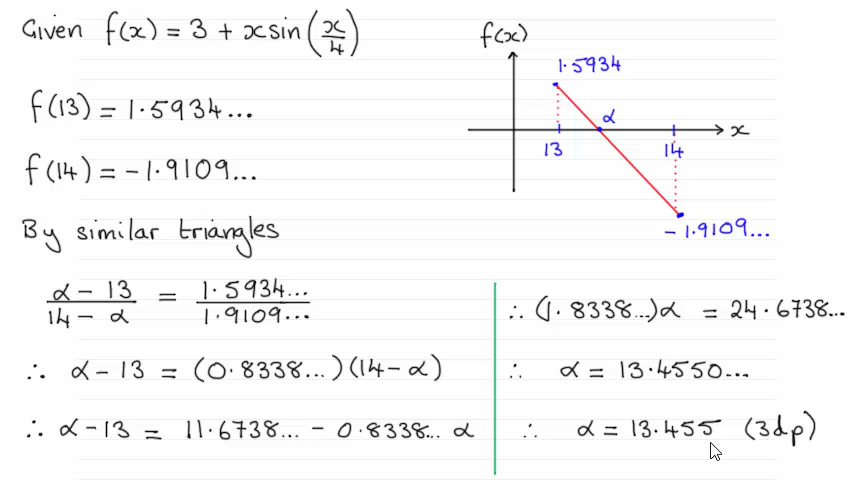 Given f(x) = 3 + x sin(x/4)
f(x)
1.5934
f(13) = 1.5934...
α
x
13
14
f(14) = -1.9109...
-1.9109...
By similar triangles
(α - 13)/(14 - α) = (1.5934...)/(1.9109...)
∴ α - 13 = (0.8338...)(14 - α)
∴ α - 13 = 11.6738... - 0.8338... α
∴ (1.8338...)α = 24.6738...
∴ α = 13.4550...
∴ α = 13.455 (3dp)